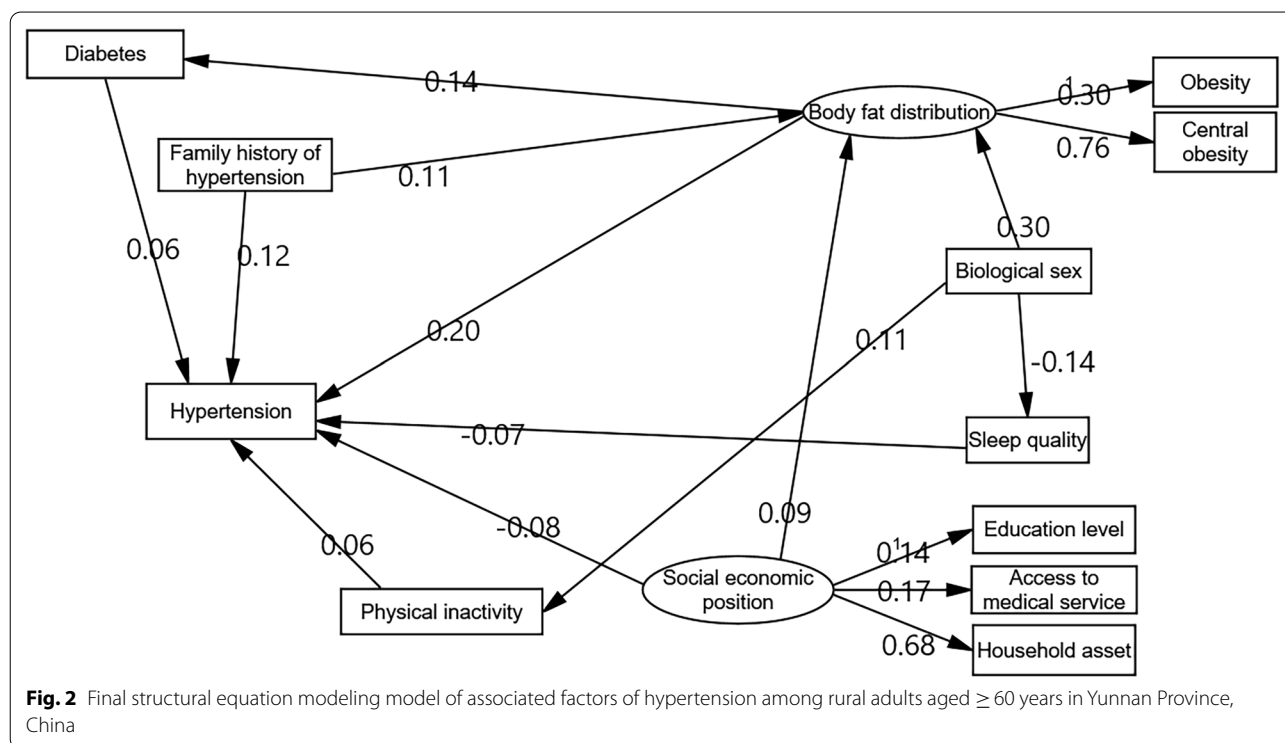 Diabetes
0.14
Body fat distribution
1
0.30
Obesity
0.76
Central
obesity
Family history of
hypertension
0.11
0.06
0.12
0.30
Biological sex
0.20
0.11
-0.14
Hypertension
-0.07
Sleep quality
0.09
-0.08
0.06
Education level
1
0.14
Social economic
position
0.17
Access to
medical service
Physical inactivity
0.68
Household asset
Fig. 2 Final structural equation modeling model of associated factors of hypertension among rural adults aged ≥ 60 years in Yunnan Province,
China